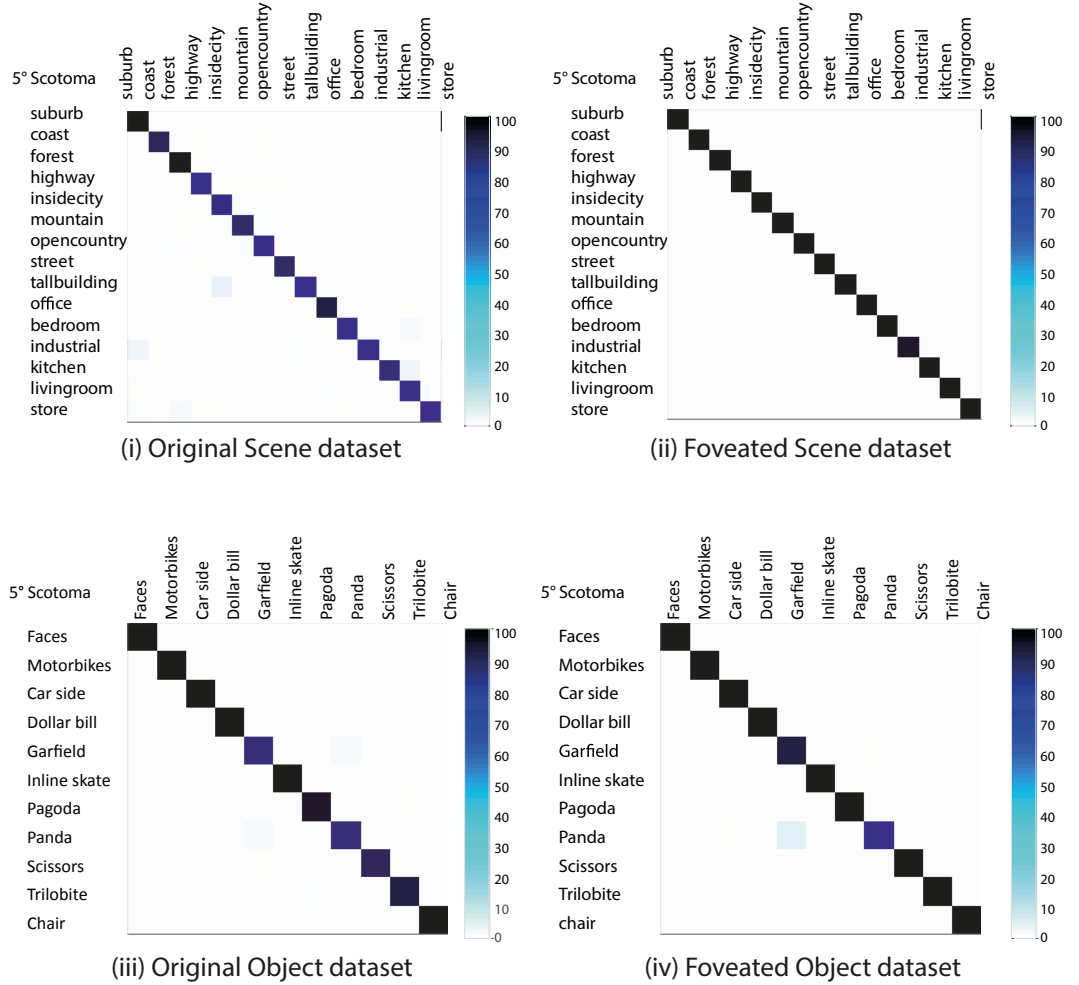 suburb
coast
forest
highway
insidecity
mountain
opencountry
street
tallbuilding
office
bedroom
industrial
kitchen
livingroom
store
5° Scotoma
suburb
coast
forest
highway
insidecity
mountain
opencountry
street
tallbuilding
office
bedroom
industrial
kitchen
livingroom
store
100
90
80
70
60
50
40
30
20
10
0
(i) Original Scene dataset
suburb
coast
forest
highway
insidecity
mountain
opencountry
street
tallbuilding
office
bedroom
industrial
kitchen
livingroom
store
5° Scotoma
suburb
coast
forest
highway
insidecity
mountain
opencountry
street
tallbuilding
office
bedroom
industrial
kitchen
livingroom
store
100
90
80
70
60
50
40
30
20
10
0
(ii) Foveated Scene dataset
Faces
Motorbikes
Car side
Dollar bill
Garfield
Inline skate
Pagoda
Panda
Scissors
Trilobite
Chair
5° Scotoma
Faces
Motorbikes
Car side
Dollar bill
Garfield
Inline skate
Pagoda
Panda
Scissors
Trilobite
Chair
100
90
80
70
60
50
40
30
20
10
0
(iii) Original Object dataset
Faces
Motorbikes
Car side
Dollar bill
Garfield
Inline skate
Pagoda
Panda
Scissors
Trilobite
Chair
5° Scotoma
Faces
Motorbikes
Car side
Dollar bill
Garfield
Inline skate
Pagoda
Panda
Scissors
Trilobite
chair
100
90
80
70
60
50
40
30
20
10
0
(iv) Foveated Object dataset